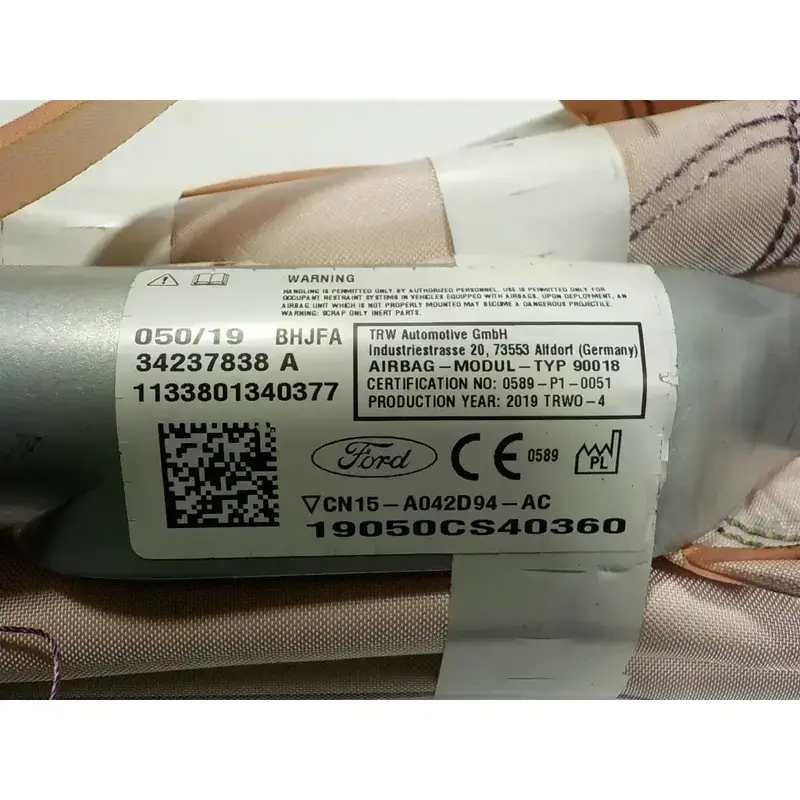 WARNING
HANDLING IS PERMITTED ONLY BY AUTHORIZED PERSONNEL. USE IS PERMITTED ONLY FOR
OCCUPANT RESTRAINT SYSTEMS IN VEHICLES EQUIPPED WITH AIRBAGS. UPON DEPLOYMENT, AN
AIRBAG UNIT WHICH IS NOT PROPERLY MOUNTED MAY BECOME A DANGEROUS PROJECTILE.
WARNING: SCRAP ONLY INERT PARTS.
050/19 BHJFA
34237838 A
1133801340377
TRW Automotive GmbH
Industriestrasse 20, 73553 Alfdorf (Germany)
AIRBAG-MODUL-TYP 90018
CERTIFICATION NO: 0589-P1-0051
PRODUCTION YEAR: 2019 TRWO-4
Ford CE 0589 PL
▽CN15-A042D94-AC
19050CS40360